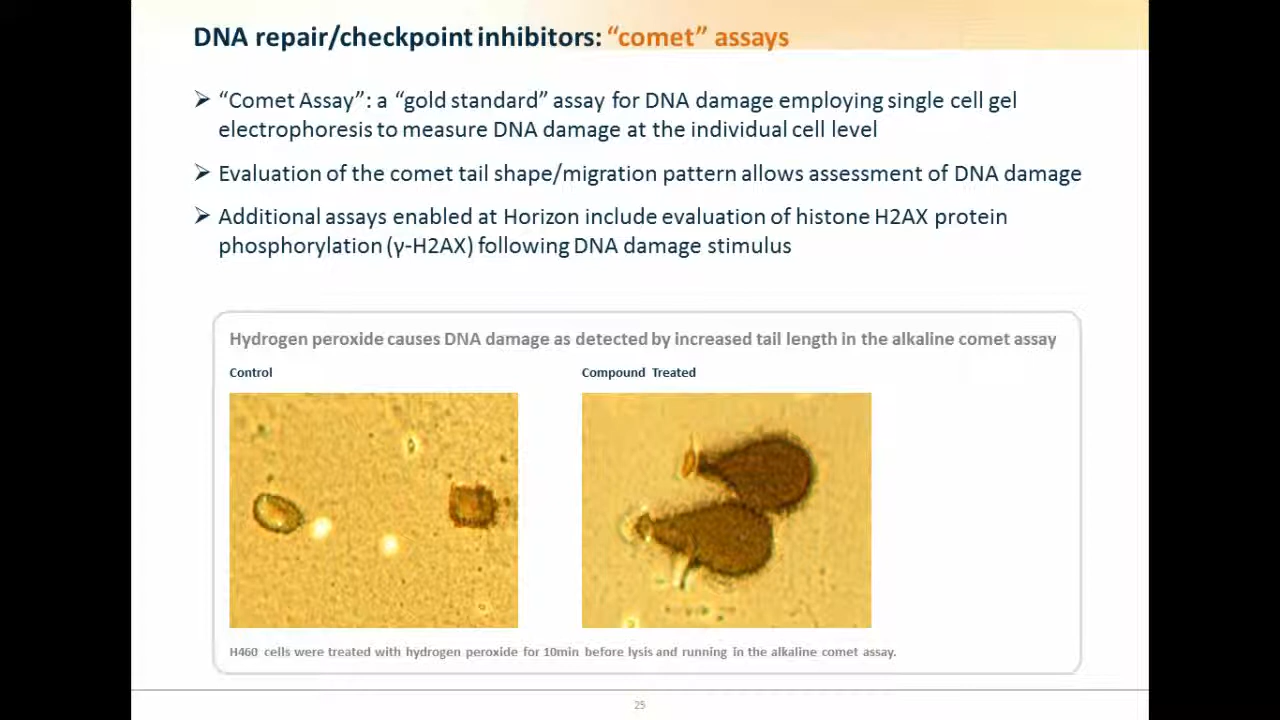 DNA repair/checkpoint inhibitors: “comet” assays
➢ “Comet Assay”: a “gold standard” assay for DNA damage employing single cell gel
electrophoresis to measure DNA damage at the individual cell level
➢ Evaluation of the comet tail shape/migration pattern allows assessment of DNA damage
➢ Additional assays enabled at Horizon include evaluation of histone H2AX protein
phosphorylation (γ-H2AX) following DNA damage stimulus
Hydrogen peroxide causes DNA damage as detected by increased tail length in the alkaline comet assay
Control
Compound Treated
H460 cells were treated with hydrogen peroxide for 10min before lysis and running in the alkaline comet assay.
25